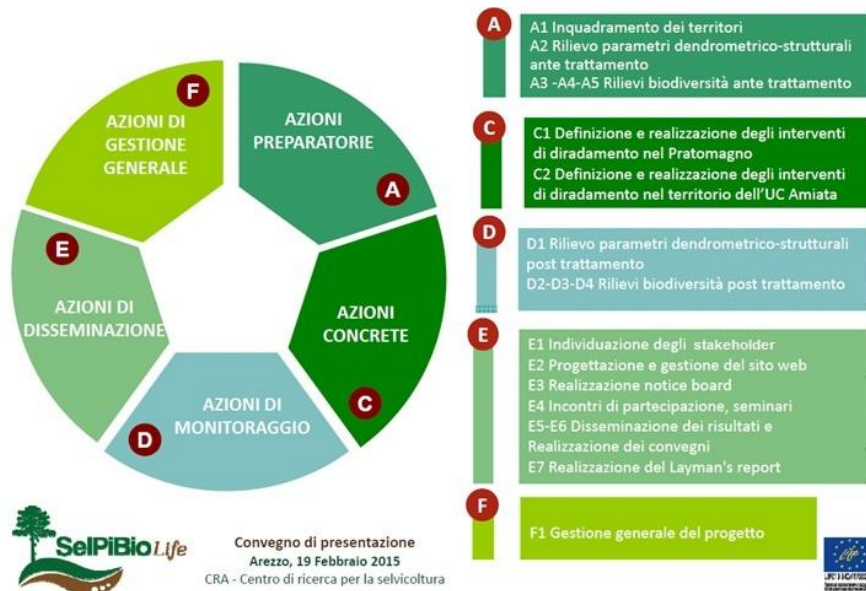 F
AZIONI DI
GESTIONE
GENERALE
AZIONI
PREPARATORIE
A
E
AZIONI DI
DISSEMINAZIONE
AZIONI
CONCRETE
C
AZIONI DI
MONITORAGGIO
D
A
A1 Inquadramento dei territori
A2 Rilievo parametri dendrometrico-strutturali
ante trattamento
A3 -A4-A5 Rilievi biodiversità ante trattamento
C
C1 Definizione e realizzazione degli interventi
di diradamento nel Pratomagno
C2 Definizione e realizzazione degli interventi
di diradamento nel territorio dell'UC Amiata
D
D1 Rilievo parametri dendrometrico-strutturali
post trattamento
D2-D3-D4 Rilievi biodiversità post trattamento
E
E1 Individuazione degli stakeholder
E2 Progettazione e gestione del sito web
E3 Realizzazione notice board
E4 Incontri di partecipazione, seminari
E5-E6 Disseminazione dei risultati e
Realizzazione dei convegni
E7 Realizzazione del Layman's report
F
F1 Gestione generale del progetto
SelPiBio Life
Convegno di presentazione
Arezzo, 19 Febbraio 2015
CRA - Centro di ricerca per la selvicoltura
Life